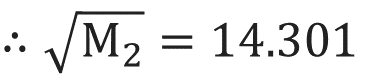 ∴ √M₂ = 14.301